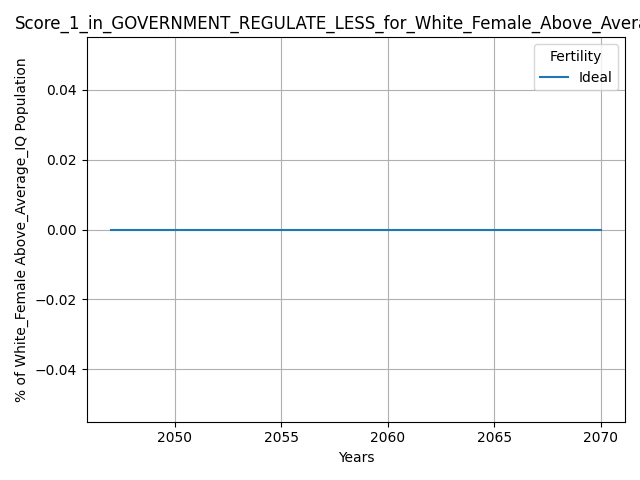 Score_1_in_GOVERNMENT_REGULATE_LESS_for_White_Female_Above_Avera
Fertility
Ideal
% of White_Female Above_Average_IQ Population
0.04
0.02
0.00
−0.02
−0.04
2050 2055 2060 2065 2070
Years